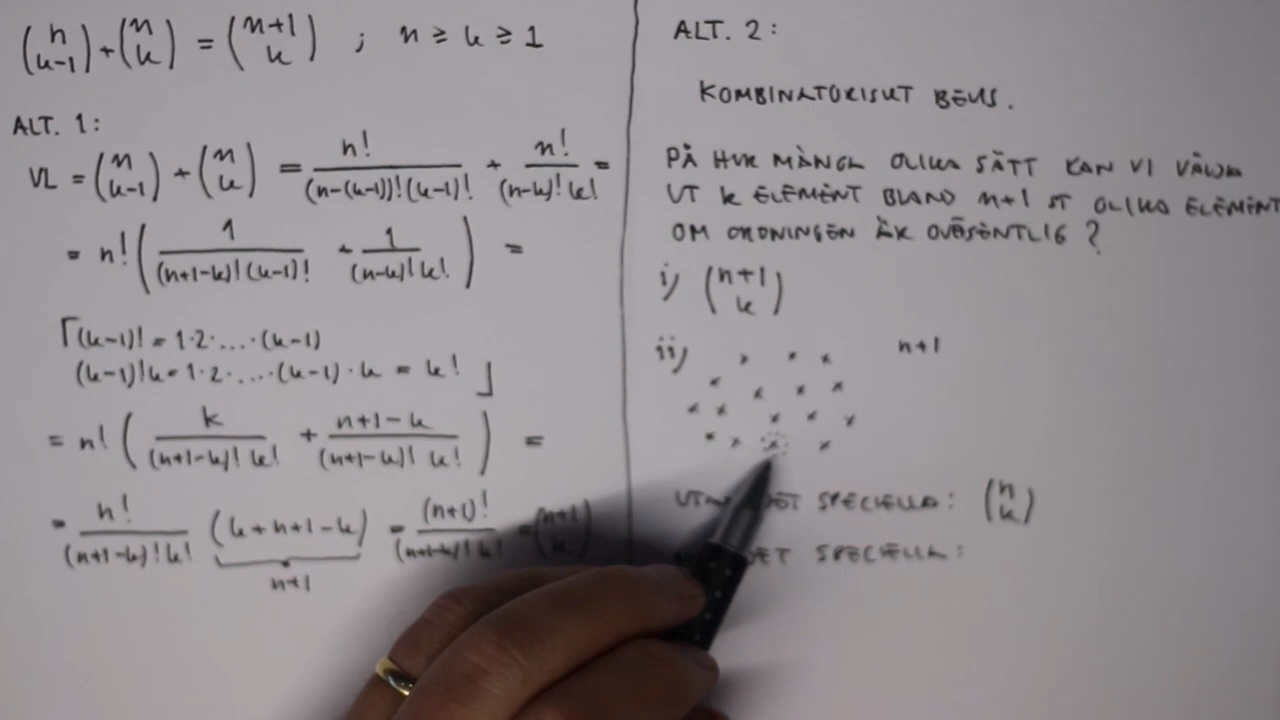 (n k-1) + (n k) = (n+1 k) ; n ≥ k ≥ 1
ALT. 1:
VL = (n k-1) + (n k) = n!/((n-(k-1))!(k-1)!) + n!/((n-k)!k!) =
= n!(1/((n+1-k)!(k-1)!) + 1/((n-k)!k!)) =
⌈(k-1)! = 1·2·...·(k-1)
(k-1)!k = 1·2·...·(k-1)·k = k! ⌋
= n!(k/((n+1-k)!k!) + (n+1-k)/((n+1-k)!k!)) =
= n!/((n+1-k)!k!) (k+n+1-k) = (n+1)!/((n+1-k)!k!) = (n+1 k)
n+1
ALT. 2:
KOMBINATORISKT BEVIS.
PÅ HUR MÅNGA OLIKA SÄTT KAN VI VÄLJA
UT k ELEMENT BLAND n+1 ST OLIKA ELEMENT
OM ORDNINGEN ÄR OVÄSENTLIG ?
i) (n+1 k)
ii) n+1
DET SPECIELLA: (n k)
DET SPECIELLA: